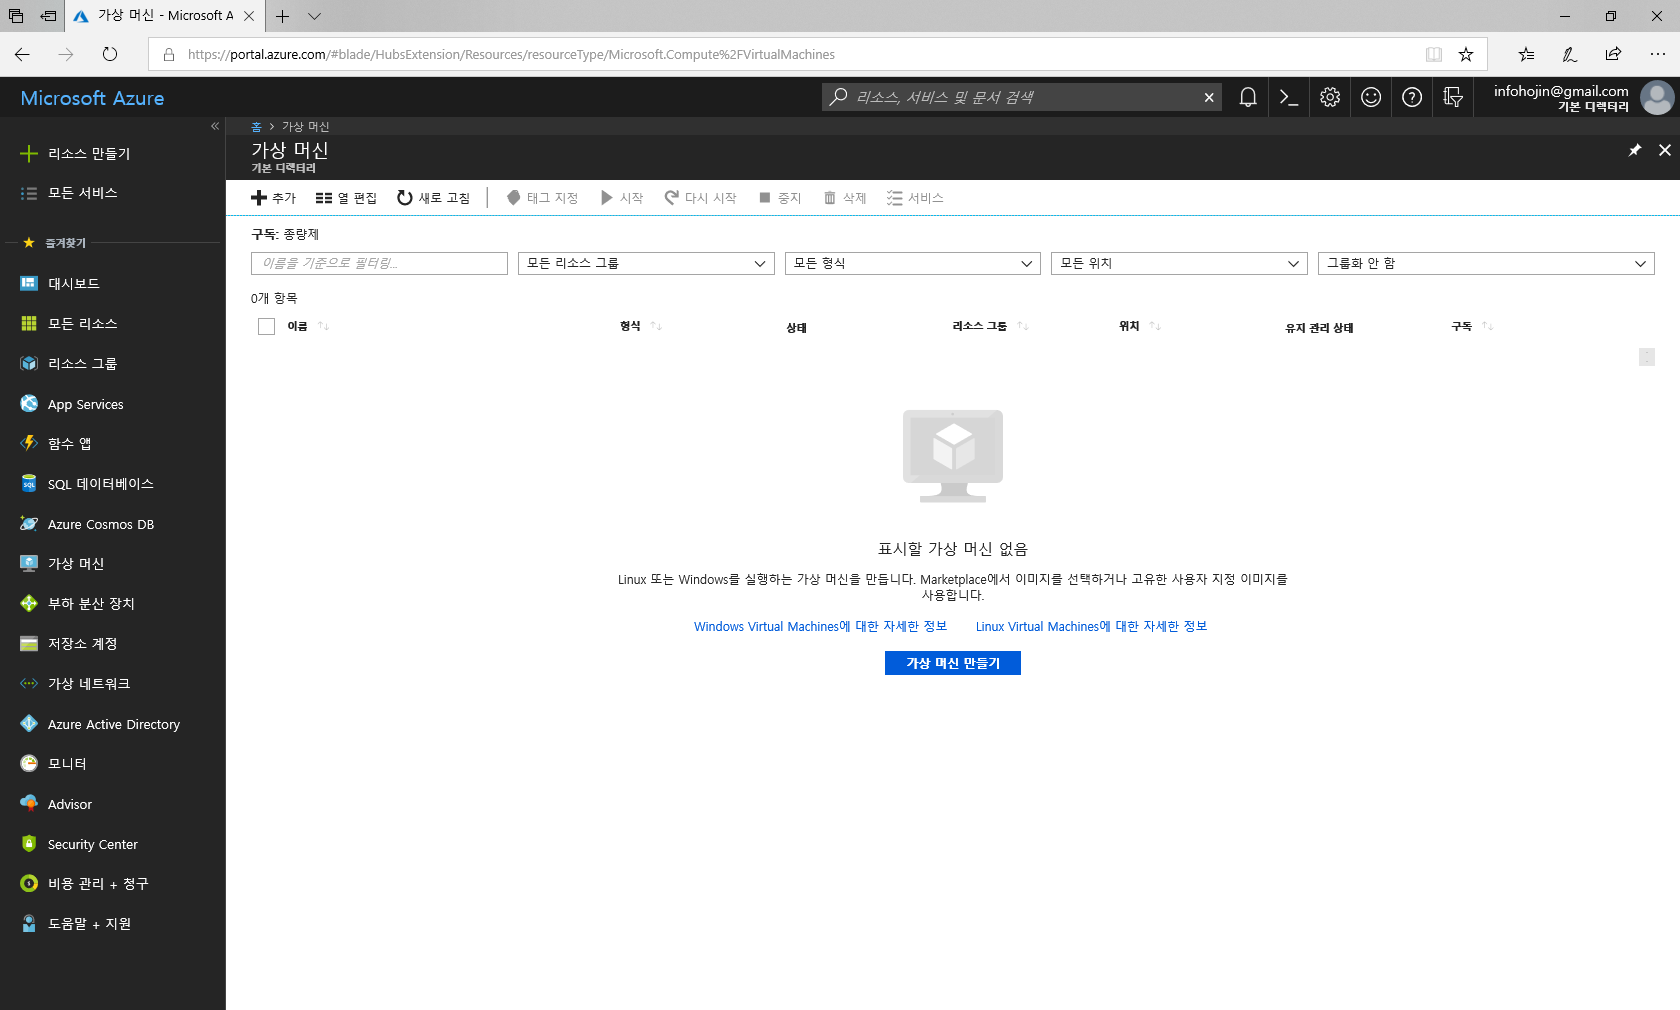 가상 머신 - Microsoft A
https://portal.azure.com/#blade/HubsExtension/Resources/resourceType/Microsoft.Compute%2FVirtualMachines
Microsoft Azure
리소스, 서비스 및 문서 검색
infohojin@gmail.com
기본 디렉터리
리소스 만들기
모든 서비스
즐겨찾기
대시보드
모든 리소스
리소스 그룹
App Services
함수 앱
SQL 데이터베이스
Azure Cosmos DB
가상 머신
부하 분산 장치
저장소 계정
가상 네트워크
Azure Active Directory
모니터
Advisor
Security Center
비용 관리 + 청구
도움말 + 지원
홈 > 가상 머신
가상 머신
기본 디렉터리
추가 열 편집 새로 고침 태그 지정 시작 다시 시작 중지 삭제 서비스
구독: 종량제
이름을 기준으로 필터링... 모든 리소스 그룹 모든 형식 모든 위치 그룹화 안 함
0개 항목
이름 형식 상태 리소스 그룹 위치 유지 관리 상태 구독
표시할 가상 머신 없음
Linux 또는 Windows를 실행하는 가상 머신을 만듭니다. Marketplace에서 이미지를 선택하거나 고유한 사용자 지정 이미지를
사용합니다.
Windows Virtual Machines에 대한 자세한 정보 Linux Virtual Machines에 대한 자세한 정보
가상 머신 만들기